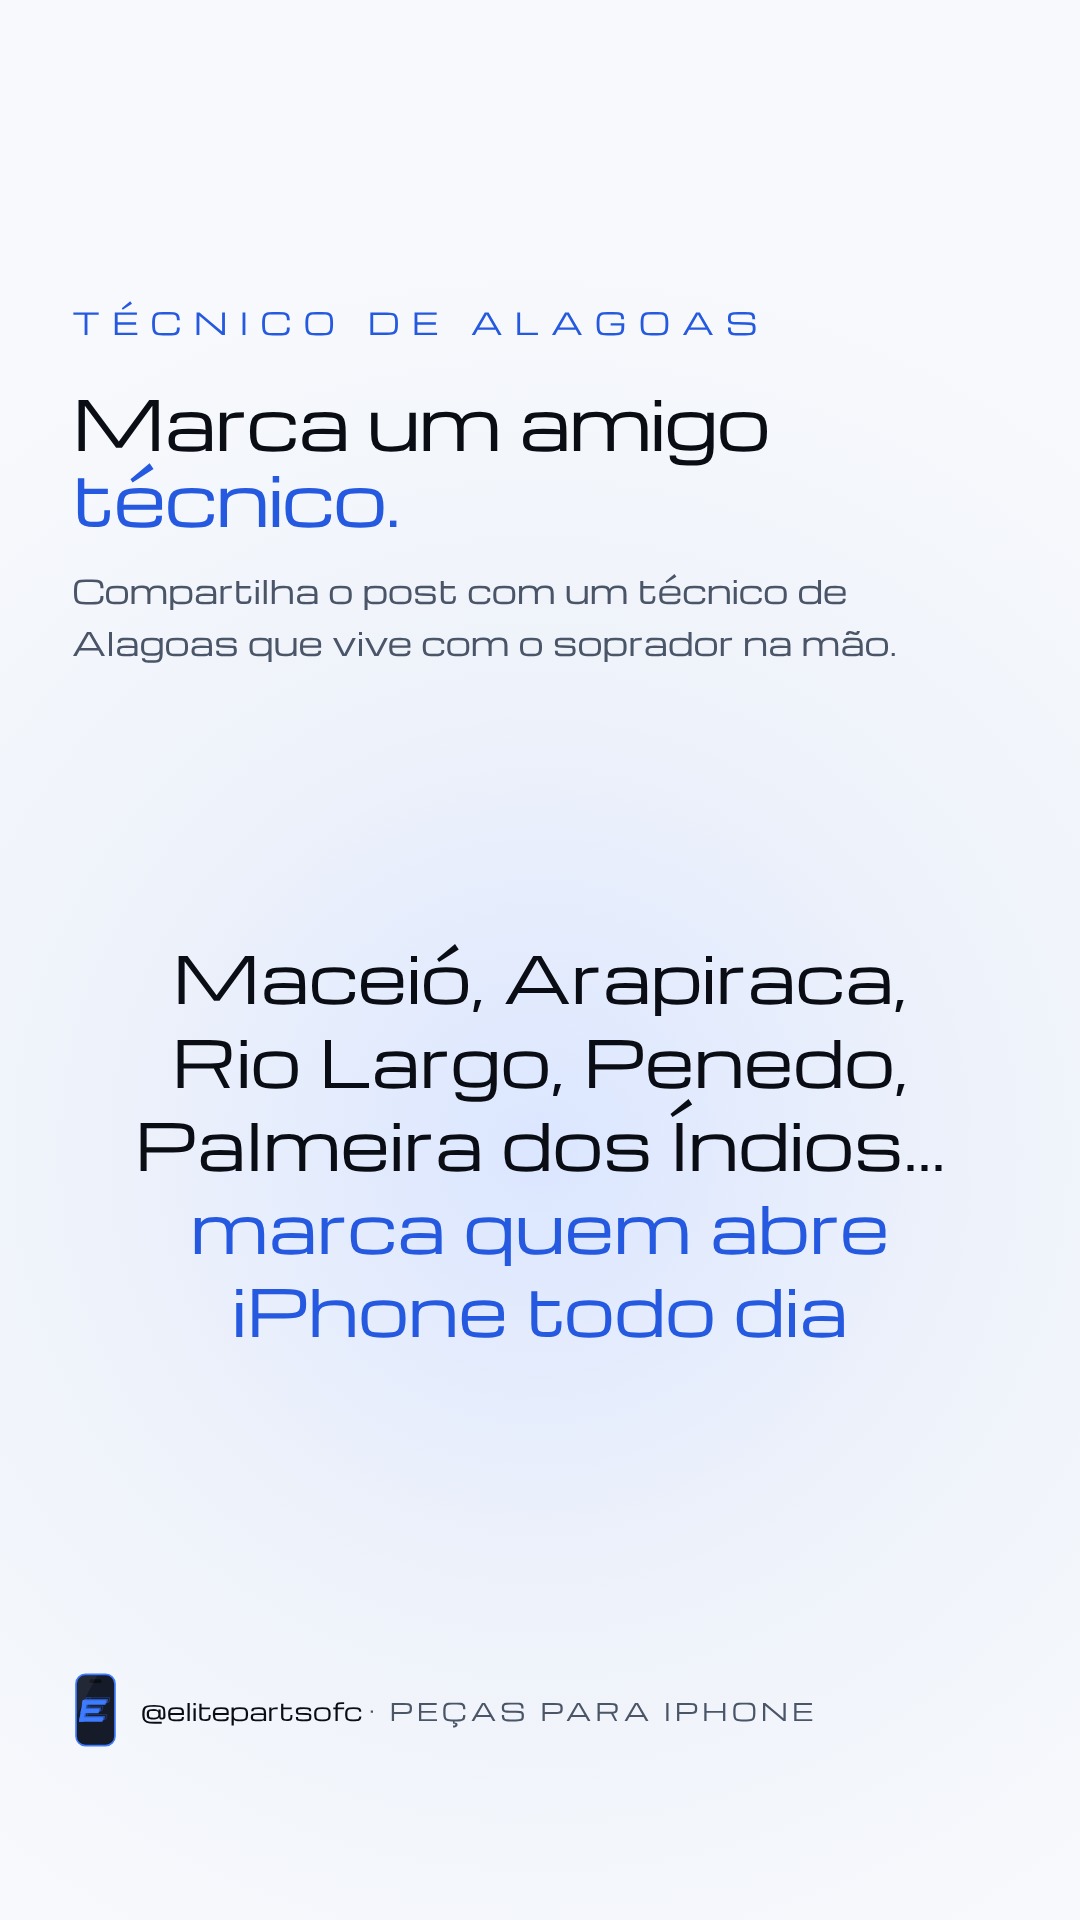 TÉCNICO DE ALAGOAS
Marca um amigo
técnico.
Compartilha o post com um técnico de
Alagoas que vive com o soprador na mão.
Maceió, Arapiraca,
Rio Largo, Penedo,
Palmeira dos Índios...
marca quem abre
iPhone todo dia
E @elitepartsofc · PEÇAS PARA IPHONE